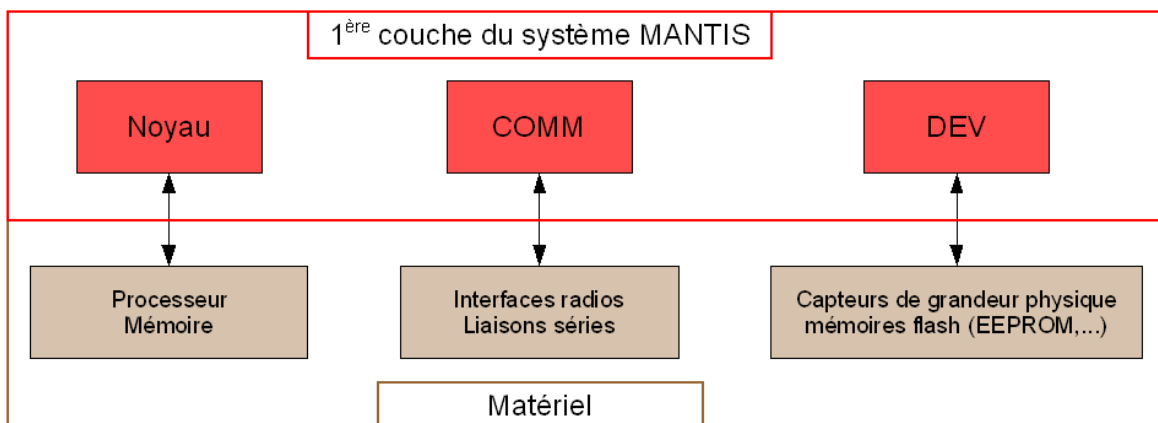 1ère couche du système MANTIS
Noyau
COMM
DEV
Processeur
Mémoire
Interfaces radios
Liaisons séries
Capteurs de grandeur physique
mémoires flash (EEPROM,...)
Matériel